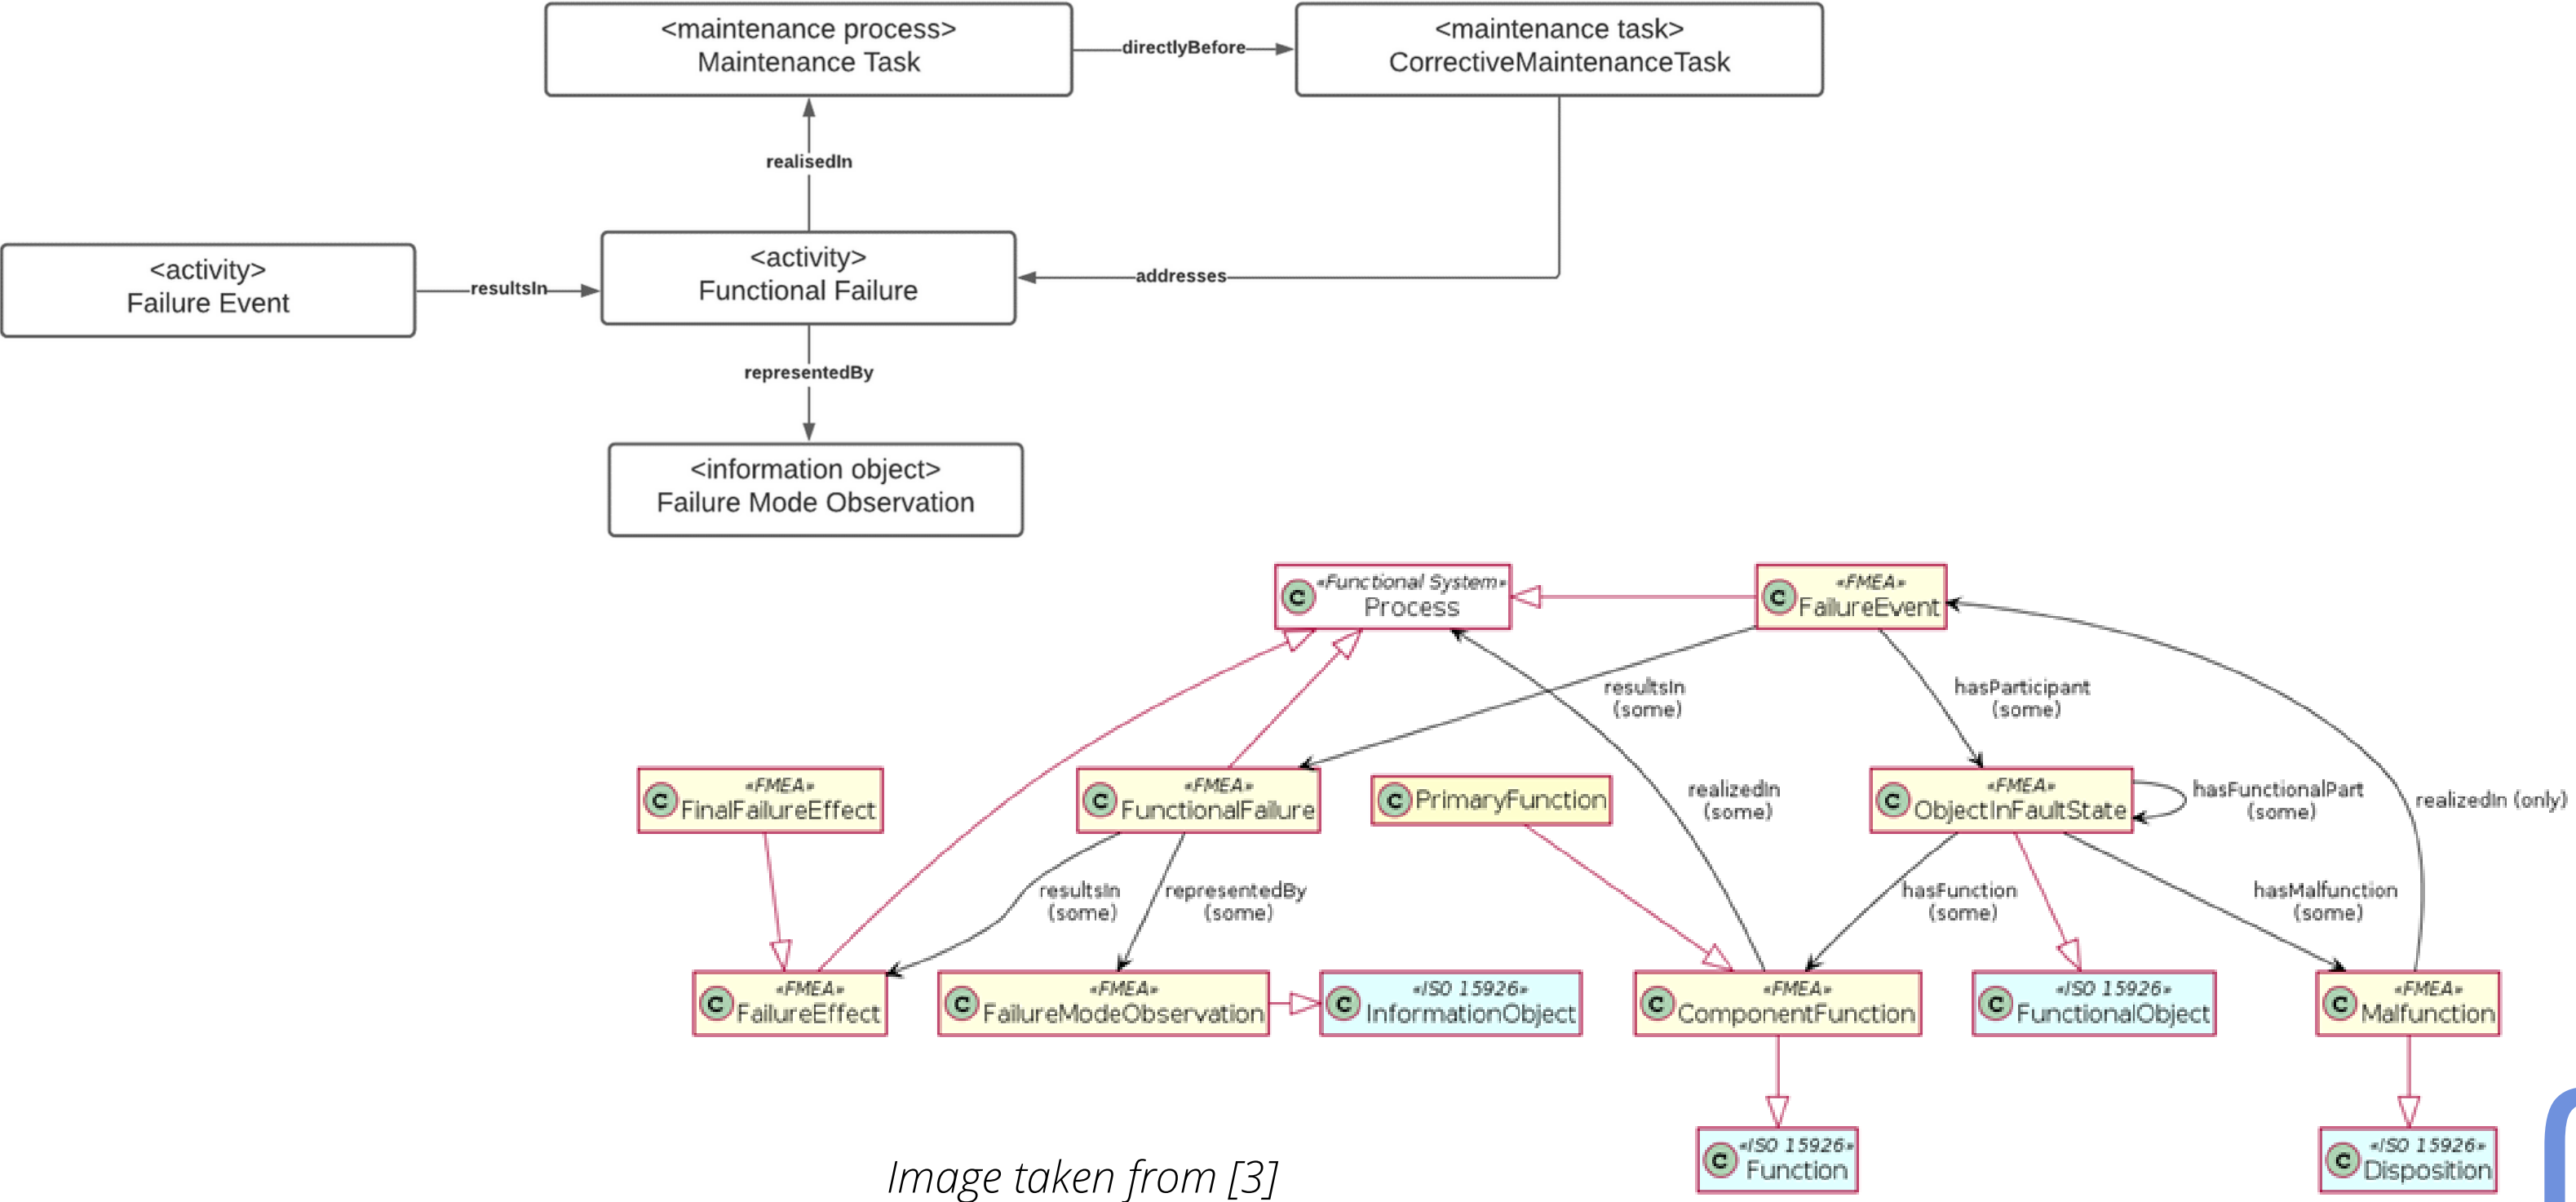 <maintenance process>
Maintenance Task
directlyBefore
<maintenance task>
CorrectiveMaintenanceTask
realisedIn
<activity>
Failure Event
resultsIn
<activity>
Functional Failure
addresses
representedBy
<information object>
Failure Mode Observation
C
«Functional System»
Process
C
«FMEA»
FailureEvent
resultsIn
(some)
hasParticipant
(some)
C
«FMEA»
FinalFailureEffect
C
«FMEA»
FunctionalFailure
C
PrimaryFunction
realizedIn
(some)
C
«FMEA»
ObjectInFaultState
hasFunctionalPart
(some)
realizedIn (only)
resultsIn
(some)
representedBy
(some)
hasFunction
(some)
hasMalfunction
(some)
C
«FMEA»
FailureEffect
C
«FMEA»
FailureModeObservation
C
«ISO 15926»
InformationObject
C
«FMEA»
ComponentFunction
C
«ISO 15926»
FunctionalObject
C
«FMEA»
Malfunction
C
«ISO 15926»
Function
C
«ISO 15926»
Disposition
Image taken from [3]